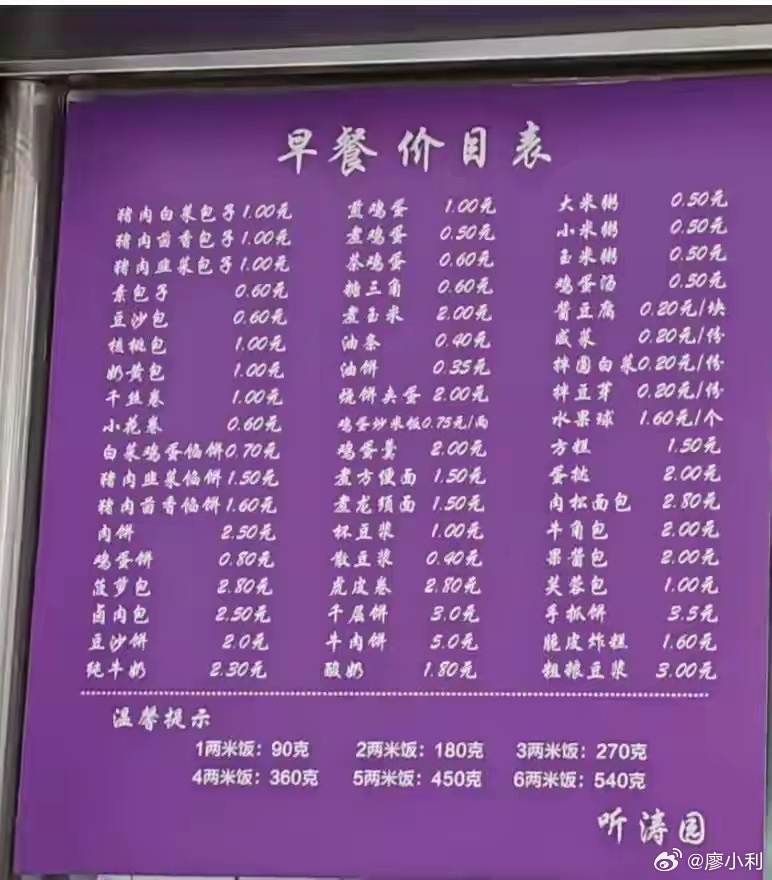 早餐价目表
猪肉白菜包子 1.00元 煎鸡蛋 1.00元 大米粥 0.50元
猪肉茴香包子 1.00元 煮鸡蛋 0.50元 小米粥 0.50元
猪肉韭菜包子 1.00元 茶鸡蛋 0.60元 玉米粥 0.50元
素包子 0.60元 糖三角 0.60元 鸡蛋汤 0.50元
豆沙包 0.60元 煮玉米 2.00元 酱豆腐 0.20元/块
核桃包 1.00元 油条 0.40元 咸菜 0.20元/份
奶黄包 1.00元 油饼 0.35元 拌圆白菜 0.20元/份
千丝卷 1.00元 烧饼夹蛋 2.00元 拌豆芽 0.20元/份
小花卷 0.60元 鸡蛋炒米饭 0.75元/两 水果球 1.60元/个
白菜鸡蛋馅饼 0.70元 鸡蛋羹 2.00元 方糕 1.50元
猪肉韭菜馅饼 1.50元 煮方便面 1.50元 蛋挞 2.00元
猪肉茴香馅饼 1.60元 煮龙须面 1.50元 肉松面包 2.80元
肉饼 2.50元 杯豆浆 1.00元 牛角包 2.00元
鸡蛋饼 0.80元 散豆浆 0.40元 果酱包 2.00元
菠萝包 2.80元 虎皮卷 2.80元 芙蓉包 1.00元
卤肉包 2.50元 千层饼 3.0元 手抓饼 3.5元
豆沙饼 2.0元 牛肉饼 5.0元 脆皮炸糕 1.60元
纯牛奶 2.30元 酸奶 1.80元 粗粮豆浆 3.00元
温馨提示
1两米饭：90克 2两米饭：180克 3两米饭：270克
4两米饭：360克 5两米饭：450克 6两米饭：540克
听涛园
@廖小利